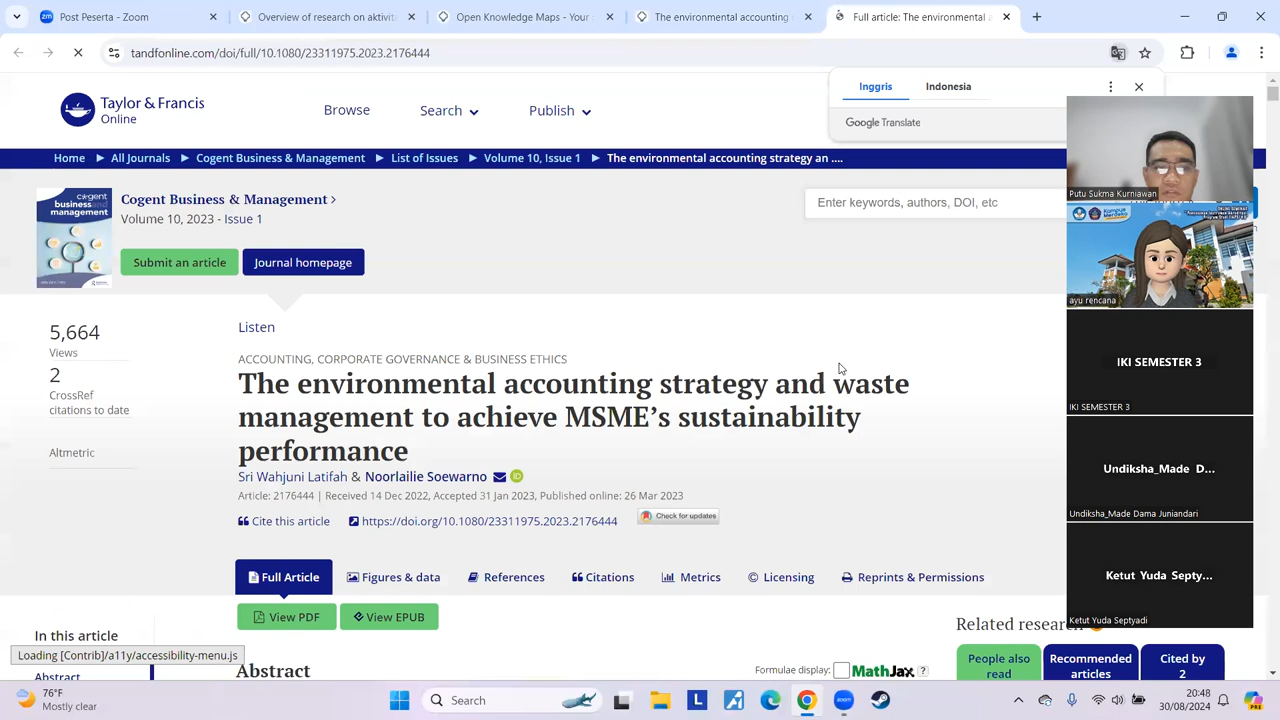 Post Peserta - Zoom
Overview of research on aktivit
Open Knowledge Maps - Your
The environmental accounting
Full article: The environmental
tandfonline.com/doi/full/10.1080/23311975.2023.2176444
Inggris
Indonesia
Google Translate
Taylor & Francis
Online
Browse
Search
Publish
Home
All Journals
Cogent Business & Management
List of Issues
Volume 10, Issue 1
The environmental accounting strategy an ....
cogent
business and
management
Cogent Business & Management
Volume 10, 2023 - Issue 1
Enter keywords, authors, DOI, etc
Submit an article
Journal homepage
5,664
Views
2
CrossRef
citations to date
Altmetric
Listen
ACCOUNTING, CORPORATE GOVERNANCE & BUSINESS ETHICS
The environmental accounting strategy and waste
management to achieve MSME's sustainability
performance
Sri Wahjuni Latifah & Noorlailie Soewarno
Article: 2176444 | Received 14 Dec 2022, Accepted 31 Jan 2023, Published online: 26 Mar 2023
Cite this article
https://doi.org/10.1080/23311975.2023.2176444
Check for updates
Full Article
Figures & data
References
Citations
Metrics
Licensing
Reprints & Permissions
View PDF
View EPUB
In this article
Abstract
Loading [Contrib]/a11y/accessibility-menu.js
Abstract
Formulae display:
MathJax
?
Related research
People also
read
Recommended
articles
Cited by
2
Putu Sukma Kurniawan
Kampus
Merdeka
ayu rencana
IKI SEMESTER 3
IKI SEMESTER 3
Undiksha_Made D...
Undiksha_Made Dama Juniandari
Ketut Yuda Septy...
Ketut Yuda Septyadi
76°F
Mostly clear
Search
L
zoom
20:48
30/08/2024
PRE